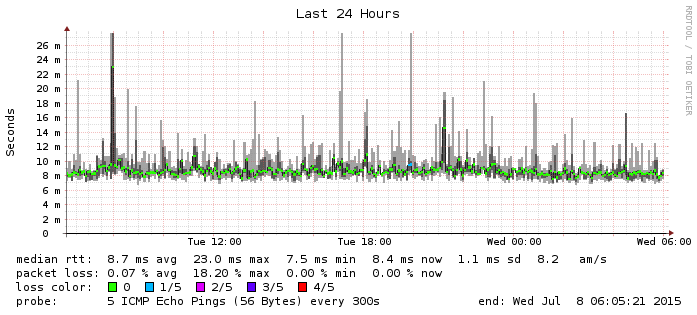 Last 24 Hours
RRDTOOL / TOBI OETIKER
Seconds
26 m
24 m
22 m
20 m
18 m
16 m
14 m
12 m
10 m
8 m
6 m
4 m
2 m
0
Tue 12:00 Tue 18:00 Wed 00:00 Wed 06:00
median rtt: 8.7 ms avg 23.0 ms max 7.5 ms min 8.4 ms now 1.1 ms sd 8.2 am/s
packet loss: 0.07 % avg 18.20 % max 0.00 % min 0.00 % now
loss color: 0 1/5 2/5 3/5 4/5
probe: 5 ICMP Echo Pings (56 Bytes) every 300s end: Wed Jul 8 06:05:21 2015